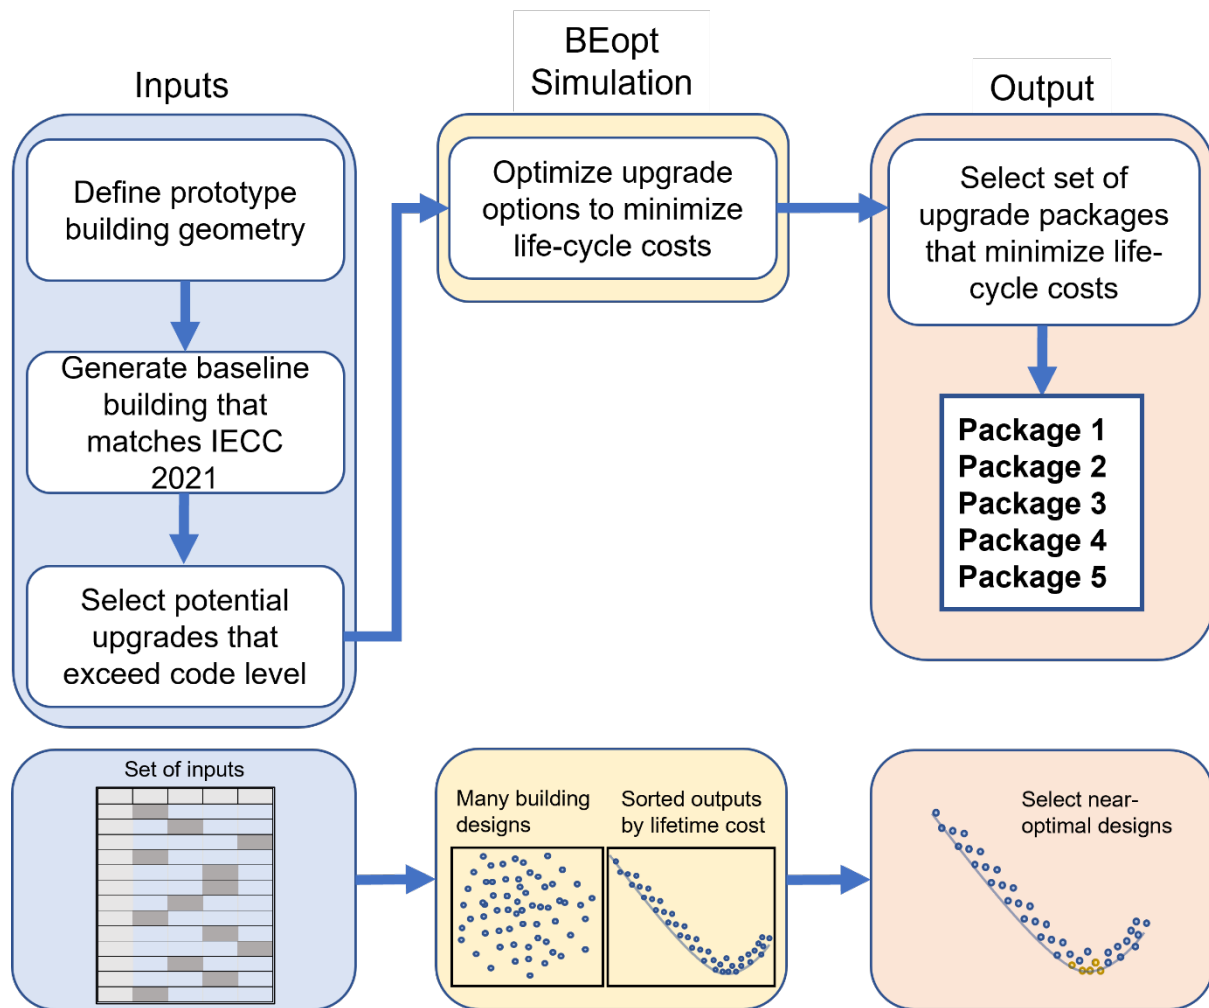 Inputs
Define prototype
building geometry
Generate baseline
building that
matches IECC
2021
Select potential
upgrades that
exceed code level
BEopt
Simulation
Optimize upgrade
options to minimize
life-cycle costs
Output
Select set of
upgrade packages
that minimize life-
cycle costs
Package 1
Package 2
Package 3
Package 4
Package 5
Set of inputs
Many building
designs
Sorted outputs
by lifetime cost
Select near-
optimal designs